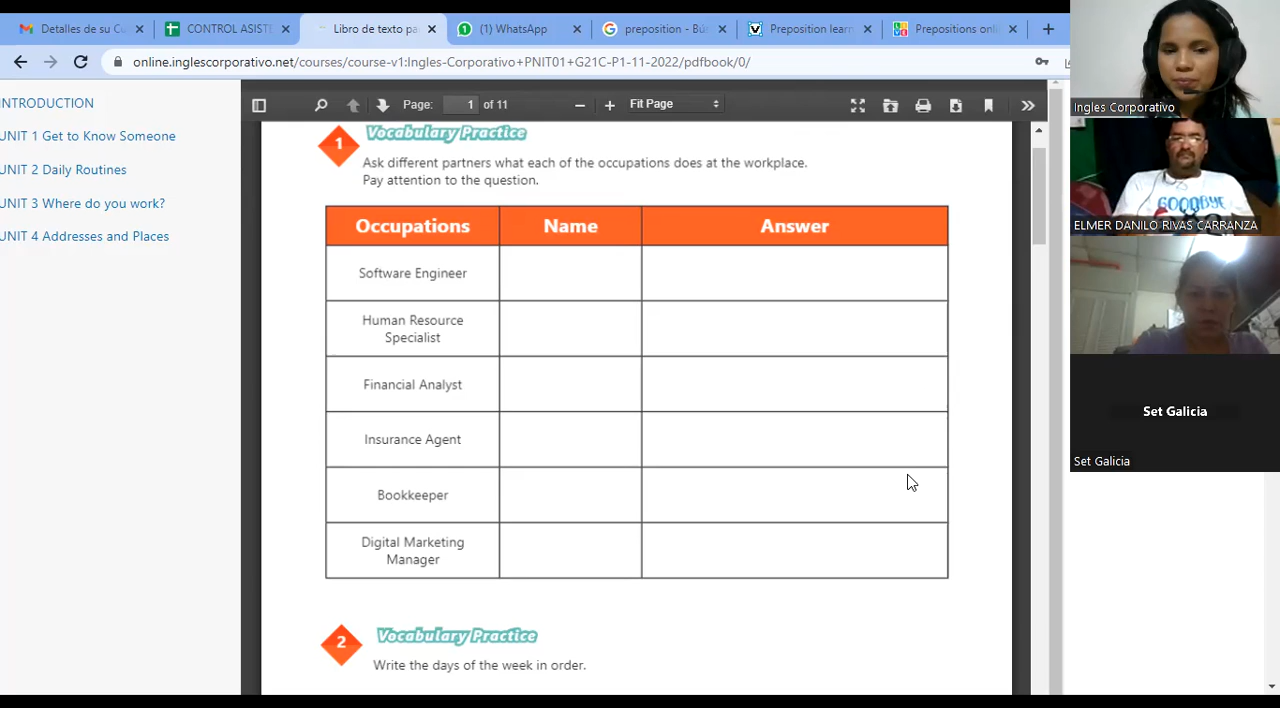 Detalles de su Cu
CONTROL ASISTE
Libro de texto pa
(1) WhatsApp
preposition - Bús
Preposition learn
Prepositions onli
online.inglescorporativo.net/courses/course-v1:Ingles-Corporativo+PNIT01+G21C-P1-11-2022/pdfbook/0/
INTRODUCTION
UNIT 1 Get to Know Someone
UNIT 2 Daily Routines
UNIT 3 Where do you work?
UNIT 4 Addresses and Places
Page: 1 of 11
Fit Page
1
Vocabulary Practice
Ask different partners what each of the occupations does at the workplace.
Pay attention to the question.
Occupations Name Answer
Software Engineer
Human Resource
Specialist
Financial Analyst
Insurance Agent
Bookkeeper
Digital Marketing
Manager
2
Vocabulary Practice
Write the days of the week in order.
Ingles Corporativo
GOODBYE
ELMER DANILO RIVAS CARRANZA
Set Galicia
Set Galicia